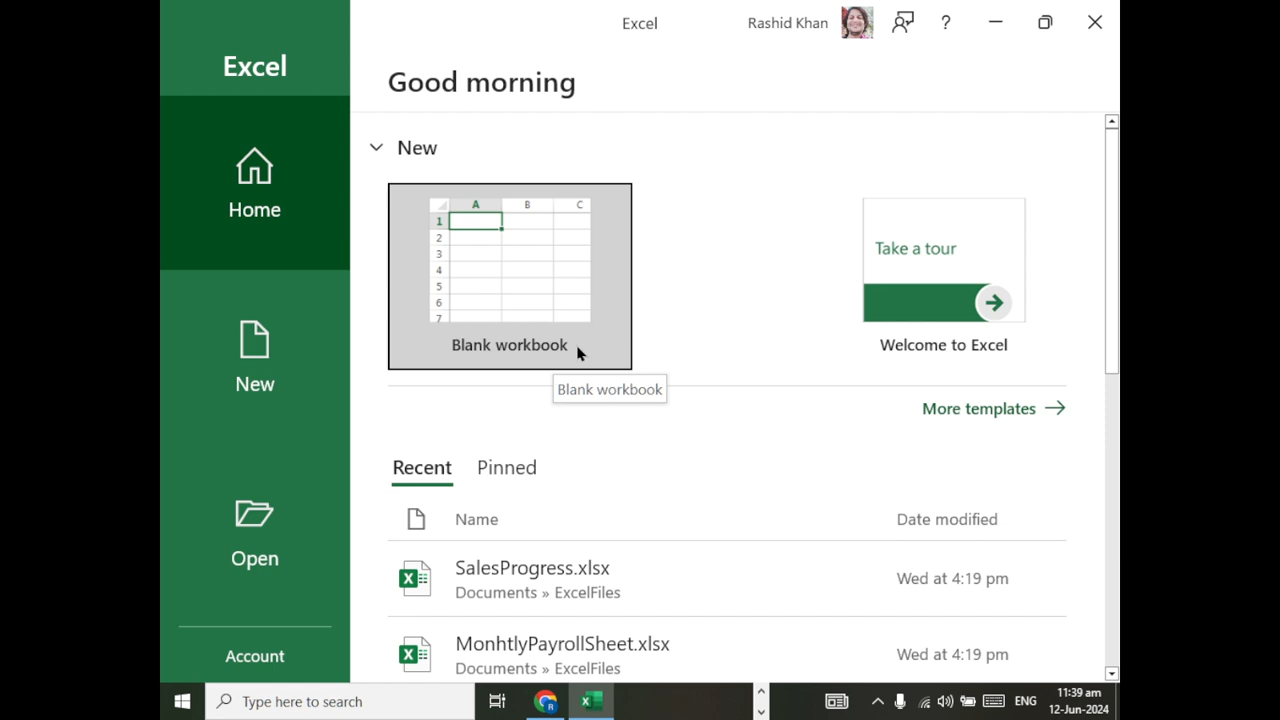 Excel
Rashid Khan
?
Excel
Good morning
Home
New
Open
Account
New
A B C
1
2
3
4
5
6
7
Blank workbook
Blank workbook
Take a tour
Welcome to Excel
More templates
Recent Pinned
Name Date modified
SalesProgress.xlsx
Documents » ExcelFiles
Wed at 4:19 pm
MonhtlyPayrollSheet.xlsx
Documents » ExcelFiles
Wed at 4:19 pm
Type here to search
ENG
11:39 am
12-Jun-2024